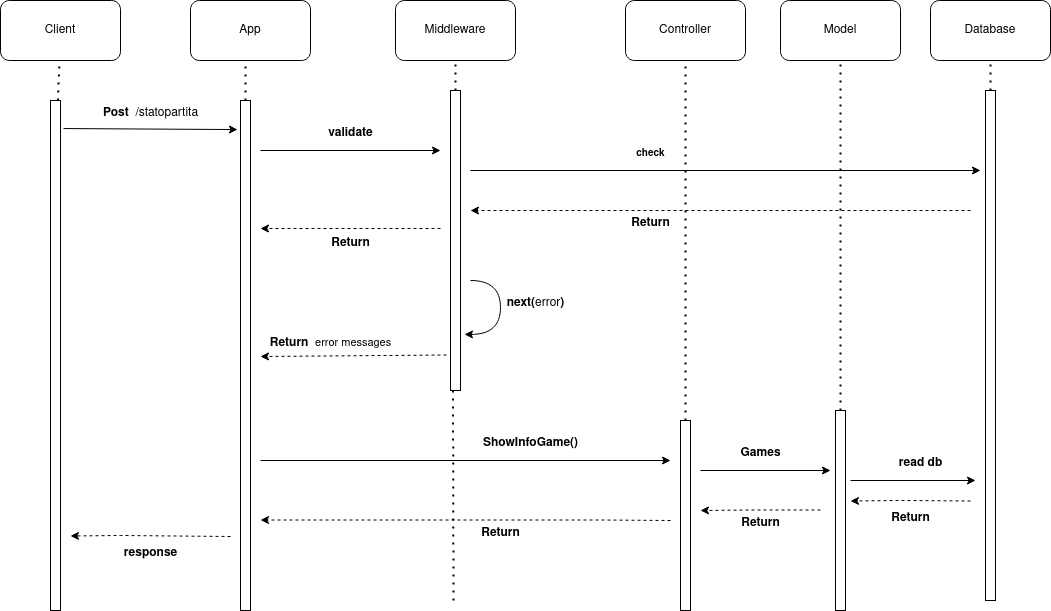 Client
App
Middleware
Controller
Model
Database
Post /statopartita
validate
check
Return
Return
next(error)
Return error messages
ShowInfoGame()
Games
read db
Return
Return
Return
response